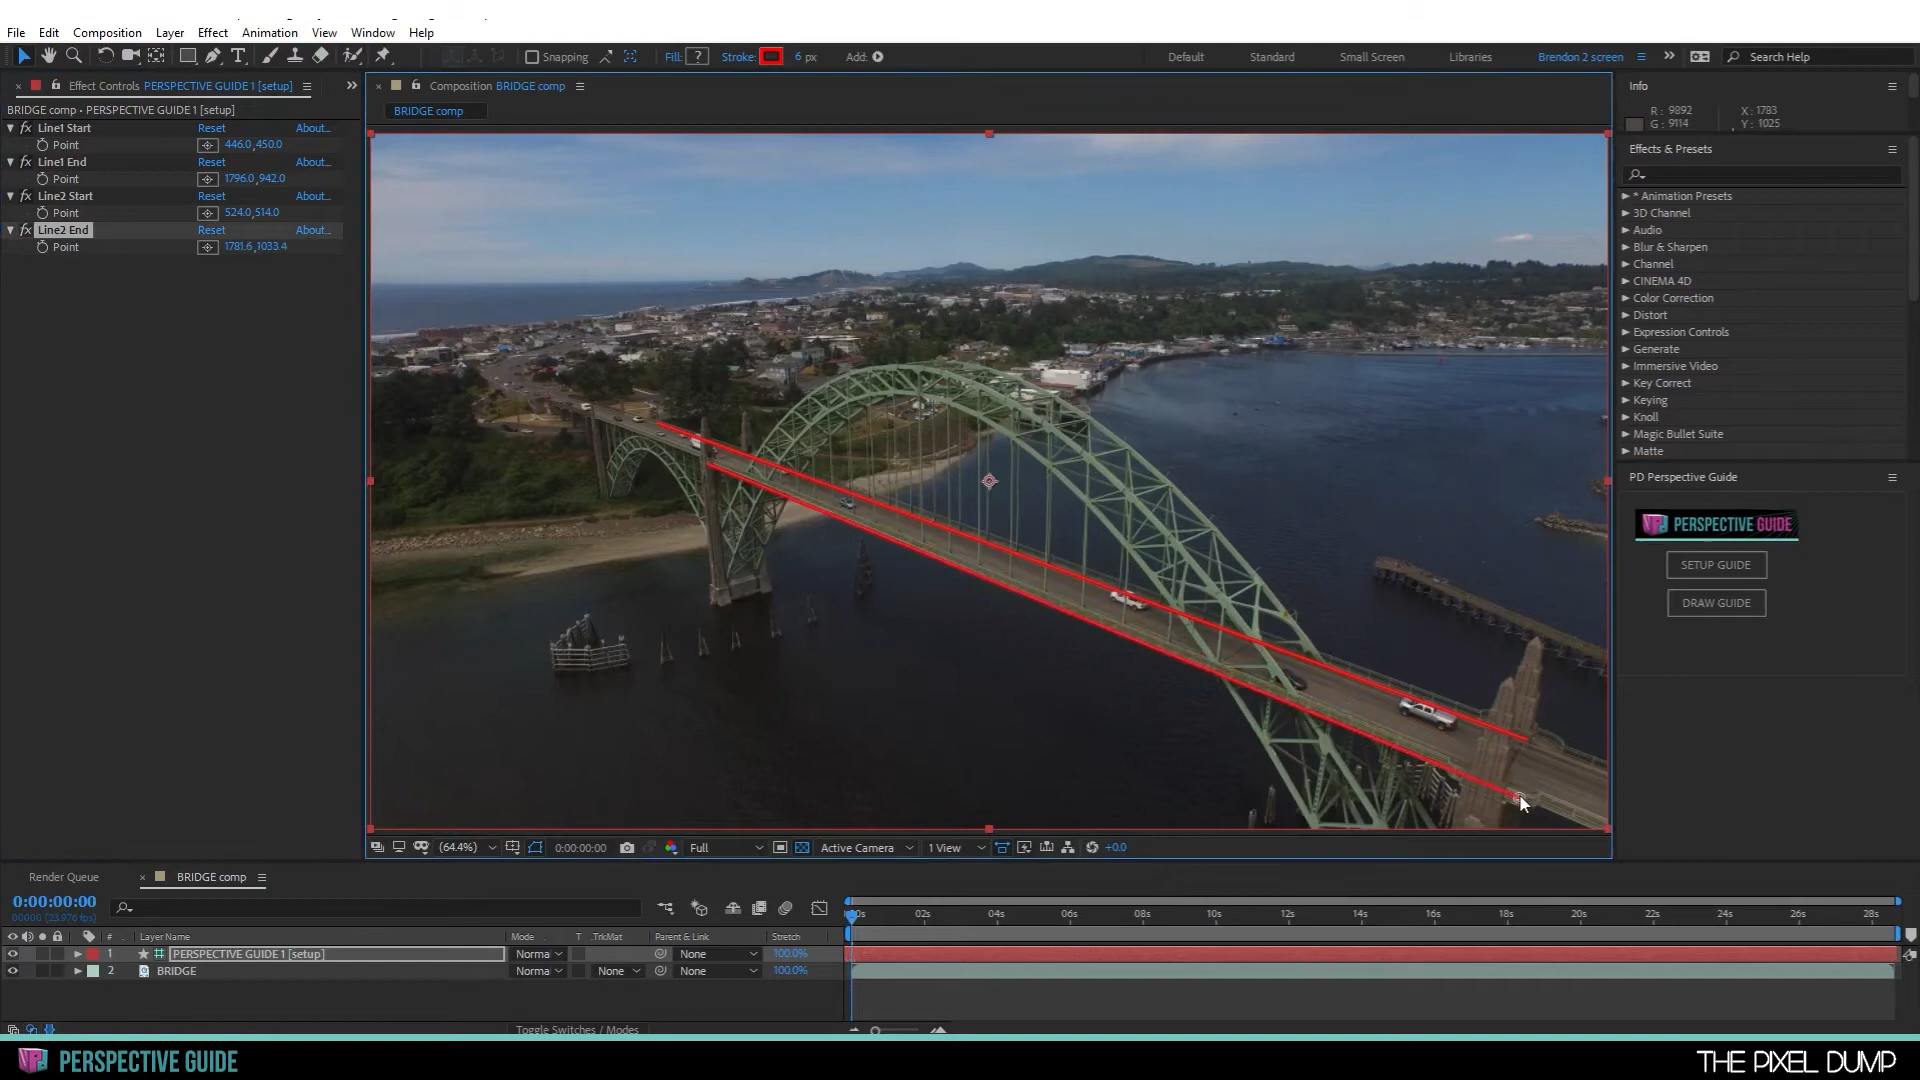 File Edit Composition Layer Effect Animation View Window Help
Snapping Fill: ? Stroke: 6 px Add: Default Standard Small Screen Libraries Brendon 2 screen Search Help
Effect Controls PERSPECTIVE GUIDE 1 [setup]
BRIDGE comp • PERSPECTIVE GUIDE 1 [setup]
fx Line1 Start Reset About...
Point 446.0,450.0
fx Line1 End Reset About...
Point 1796.0,942.0
fx Line2 Start Reset About...
Point 524.0,514.0
fx Line2 End Reset About...
Point 1781.6,1033.4
Composition BRIDGE comp
BRIDGE comp
(64.4%) 0:00:00:00 Full Active Camera 1 View +0.0
Info
R: 9892 X: 1783
G: 9114 Y: 1025
Effects & Presets
* Animation Presets
3D Channel
Audio
Blur & Sharpen
Channel
CINEMA 4D
Color Correction
Distort
Expression Controls
Generate
Immersive Video
Key Correct
Keying
Knoll
Magic Bullet Suite
Matte
PD Perspective Guide
PERSPECTIVE GUIDE
SETUP GUIDE
DRAW GUIDE
Render Queue BRIDGE comp
0:00:00:00
00000 (23.976 fps)
# Layer Name Mode T .TrkMat Parent & Link Stretch
1 PERSPECTIVE GUIDE 1 [setup] Norma None 100.0%
2 BRIDGE Norma None None 100.0%
02s 04s 06s 08s 10s 12s 14s 16s 18s 20s 22s 24s 26s 28s
Toggle Switches / Modes
PERSPECTIVE GUIDE
THE PIXEL DUMP